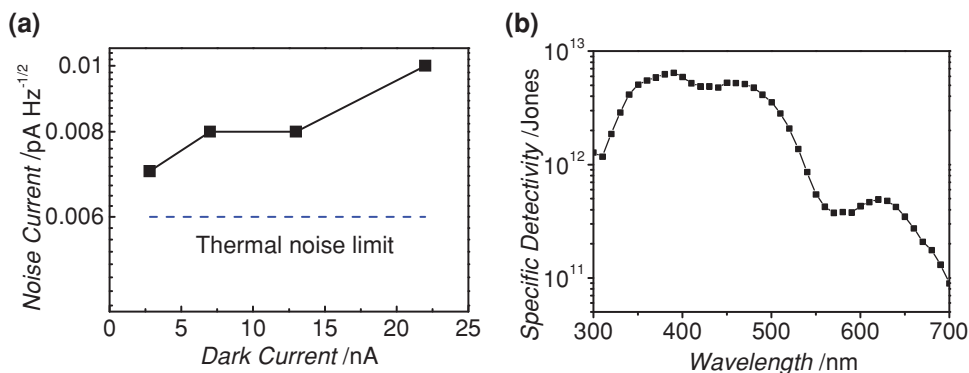 (a)
Noise Current /pA Hz^-1/2
0.01
0.008
0.006
Thermal noise limit
0 5 10 15 20 25
Dark Current /nA
(b)
Specific Detectivity /Jones
10^13
10^12
10^11
300 400 500 600 700
Wavelength /nm